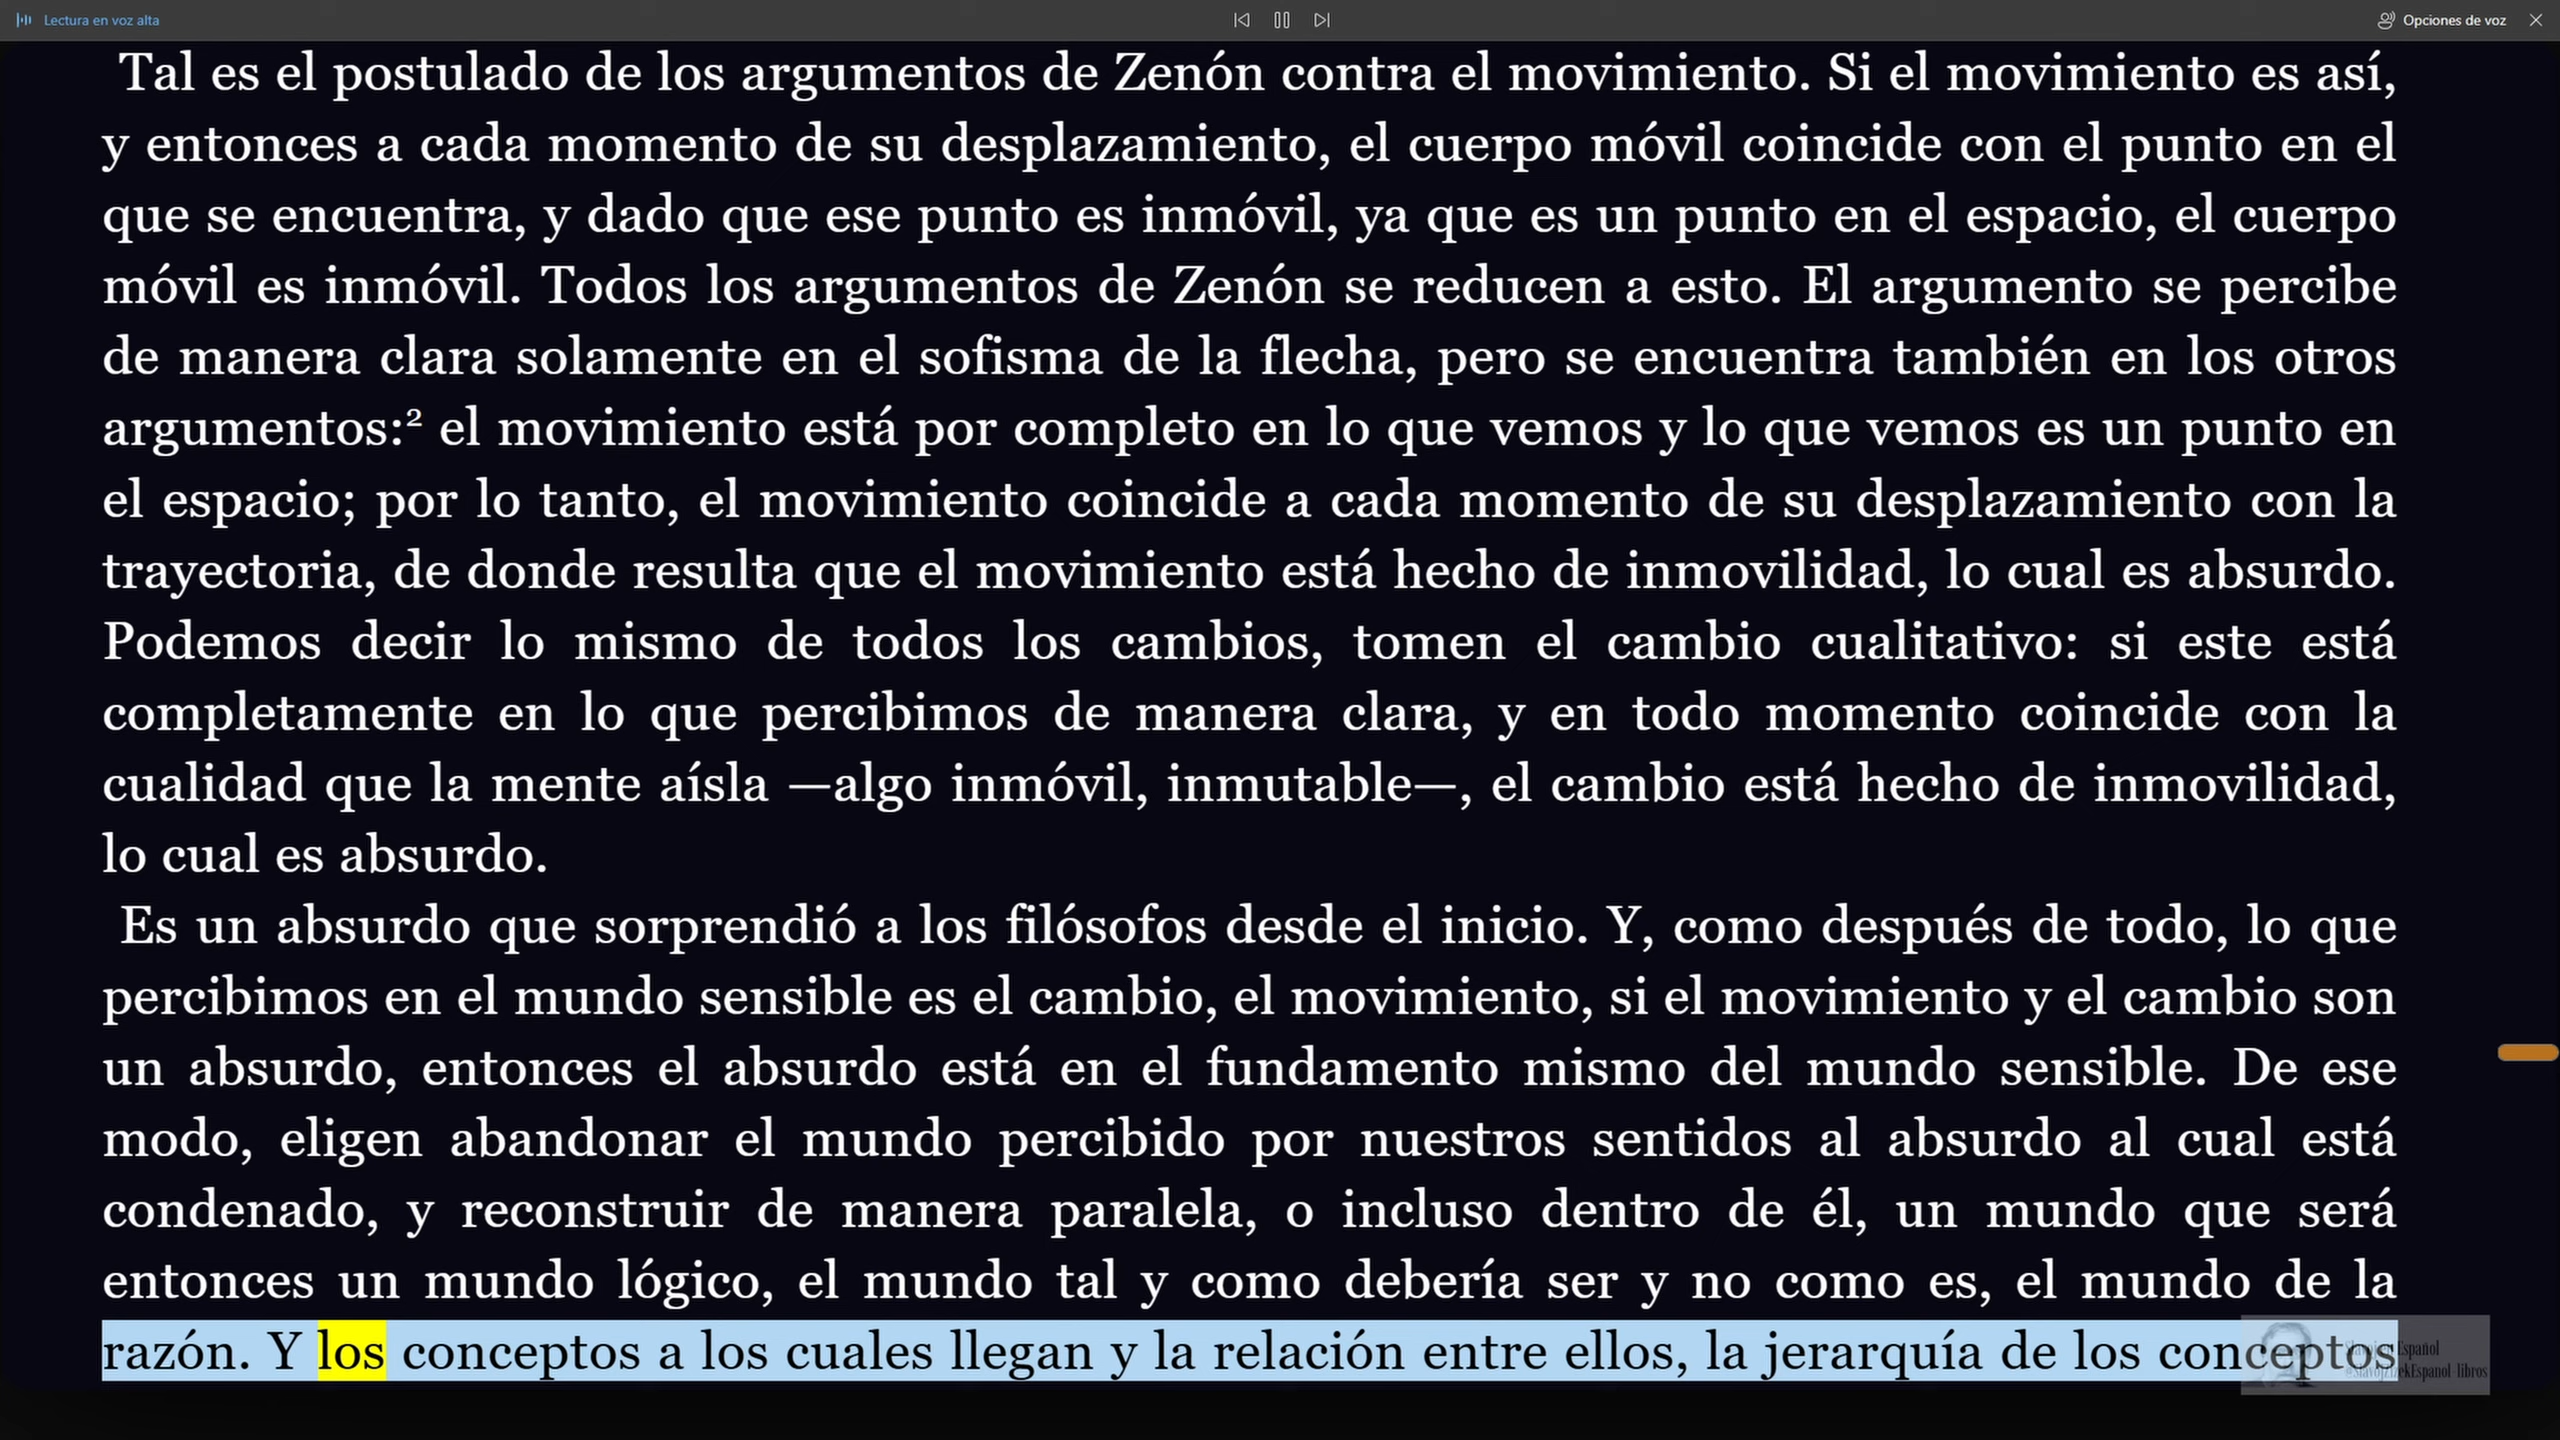 Lectura en voz alta
Opciones de voz
Tal es el postulado de los argumentos de Zenón contra el movimiento. Si el movimiento es así,
y entonces a cada momento de su desplazamiento, el cuerpo móvil coincide con el punto en el
que se encuentra, y dado que ese punto es inmóvil, ya que es un punto en el espacio, el cuerpo
móvil es inmóvil. Todos los argumentos de Zenón se reducen a esto. El argumento se percibe
de manera clara solamente en el sofisma de la flecha, pero se encuentra también en los otros
argumentos:² el movimiento está por completo en lo que vemos y lo que vemos es un punto en
el espacio; por lo tanto, el movimiento coincide a cada momento de su desplazamiento con la
trayectoria, de donde resulta que el movimiento está hecho de inmovilidad, lo cual es absurdo.
Podemos decir lo mismo de todos los cambios, tomen el cambio cualitativo: si este está
completamente en lo que percibimos de manera clara, y en todo momento coincide con la
cualidad que la mente aísla —algo inmóvil, inmutable—, el cambio está hecho de inmovilidad,
lo cual es absurdo.
Es un absurdo que sorprendió a los filósofos desde el inicio. Y, como después de todo, lo que
percibimos en el mundo sensible es el cambio, el movimiento, si el movimiento y el cambio son
un absurdo, entonces el absurdo está en el fundamento mismo del mundo sensible. De ese
modo, eligen abandonar el mundo percibido por nuestros sentidos al absurdo al cual está
condenado, y reconstruir de manera paralela, o incluso dentro de él, un mundo que será
entonces un mundo lógico, el mundo tal y como debería ser y no como es, el mundo de la
razón. Y los conceptos a los cuales llegan y la relación entre ellos, la jerarquía de los conceptos
Español